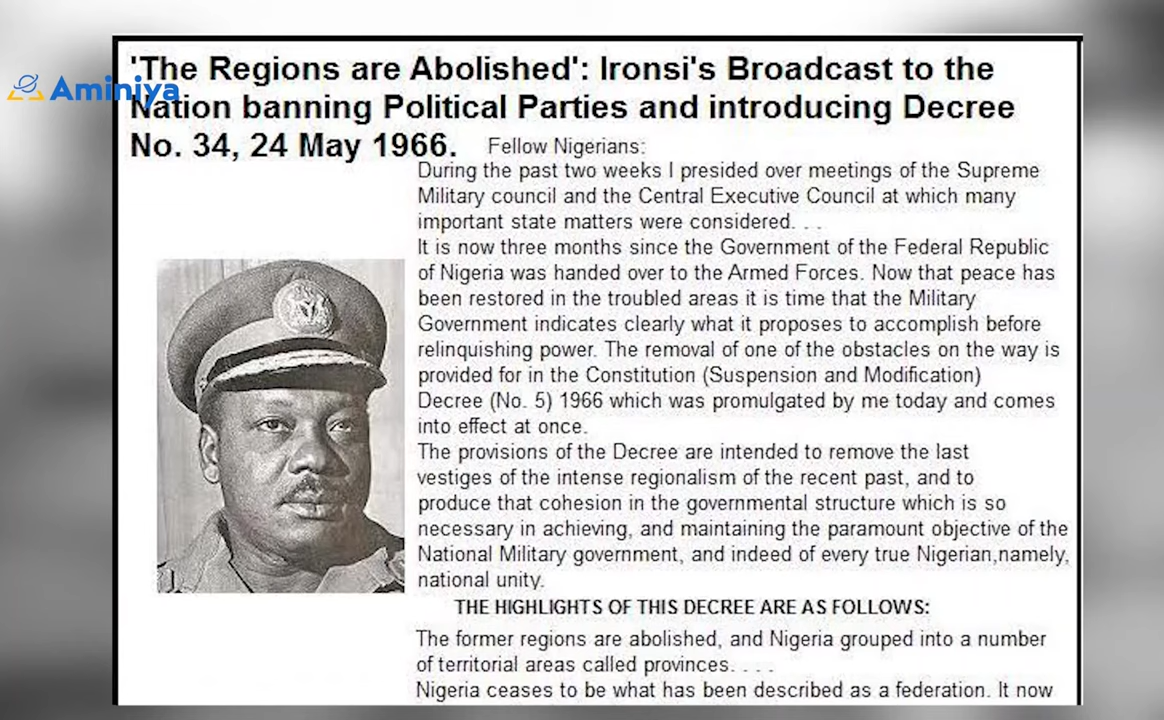 Aminiya
'The Regions are Abolished': Ironsi's Broadcast to the
Nation banning Political Parties and introducing Decree
No. 34, 24 May 1966. Fellow Nigerians:
During the past two weeks I presided over meetings of the Supreme
Military council and the Central Executive Council at which many
important state matters were considered. . .
It is now three months since the Government of the Federal Republic
of Nigeria was handed over to the Armed Forces. Now that peace has
been restored in the troubled areas it is time that the Military
Government indicates clearly what it proposes to accomplish before
relinquishing power. The removal of one of the obstacles on the way is
provided for in the Constitution (Suspension and Modification)
Decree (No. 5) 1966 which was promulgated by me today and comes
into effect at once.
The provisions of the Decree are intended to remove the last
vestiges of the intense regionalism of the recent past, and to
produce that cohesion in the governmental structure which is so
necessary in achieving, and maintaining the paramount objective of the
National Military government, and indeed of every true Nigerian,namely,
national unity.
THE HIGHLIGHTS OF THIS DECREE ARE AS FOLLOWS:
The former regions are abolished, and Nigeria grouped into a number
of territorial areas called provinces. . . .
Nigeria ceases to be what has been described as a federation. It now